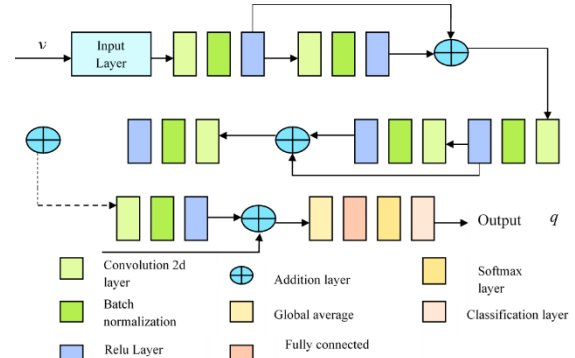 v
Input
Layer
Output q
Convolution 2d
layer
Addition layer
Softmax
layer
Batch
normalization
Global average
Classification layer
Relu Layer
Fully connected